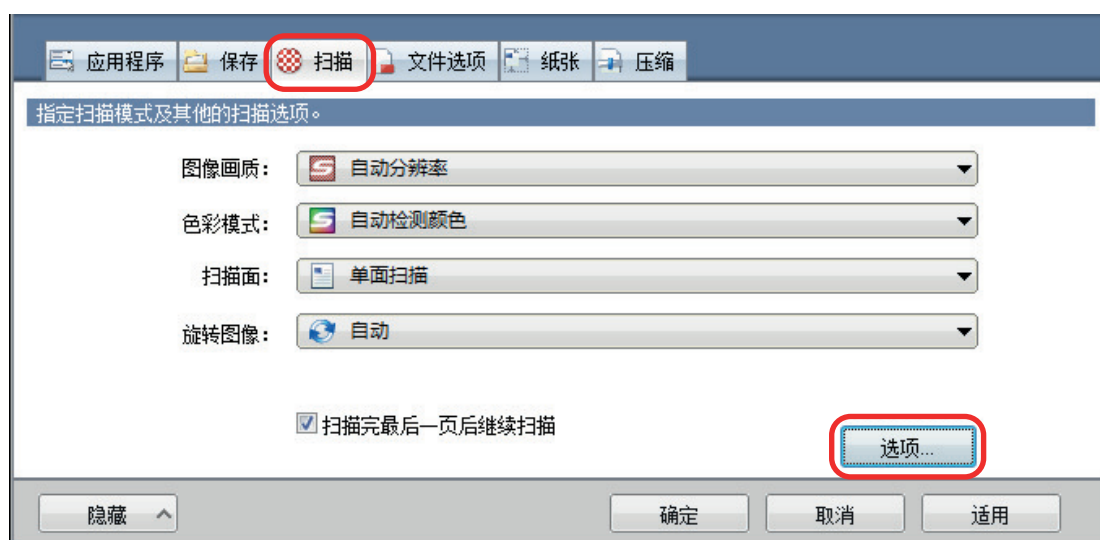 应用程序 保存 扫描 文件选项 纸张 压缩
指定扫描模式及其他的扫描选项。
图像画质: 自动分辨率
色彩模式: 自动检测颜色
扫描面: 单面扫描
旋转图像: 自动
扫描完最后一页后继续扫描
选项...
隐藏 确定 取消 适用